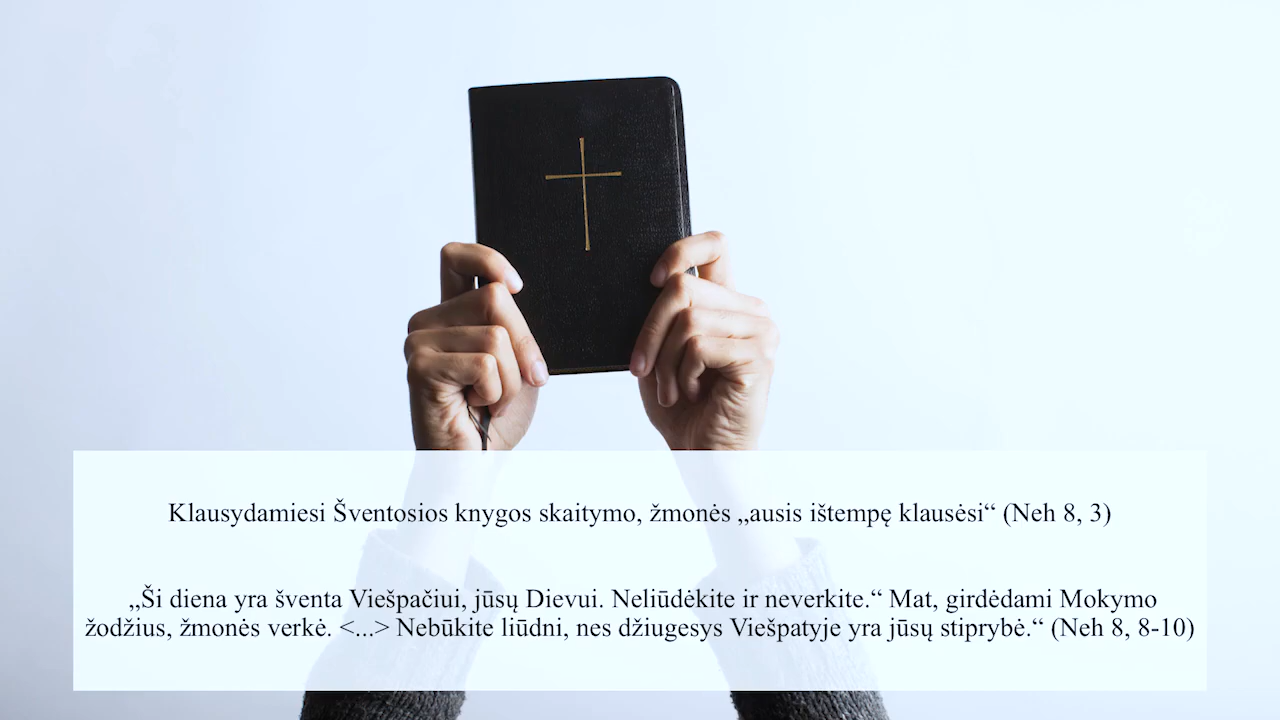 Klausydamiesi Šventosios knygos skaitymo, žmonės „ausis ištempę klausėsi“ (Neh 8, 3)
„Ši diena yra šventa Viešpačiui, jūsų Dievui. Neliūdėkite ir neverkite.“ Mat, girdėdami Mokymo
žodžius, žmonės verkė. <...> Nebūkite liūdni, nes džiugesys Viešpatyje yra jūsų stiprybė.“ (Neh 8, 8-10)